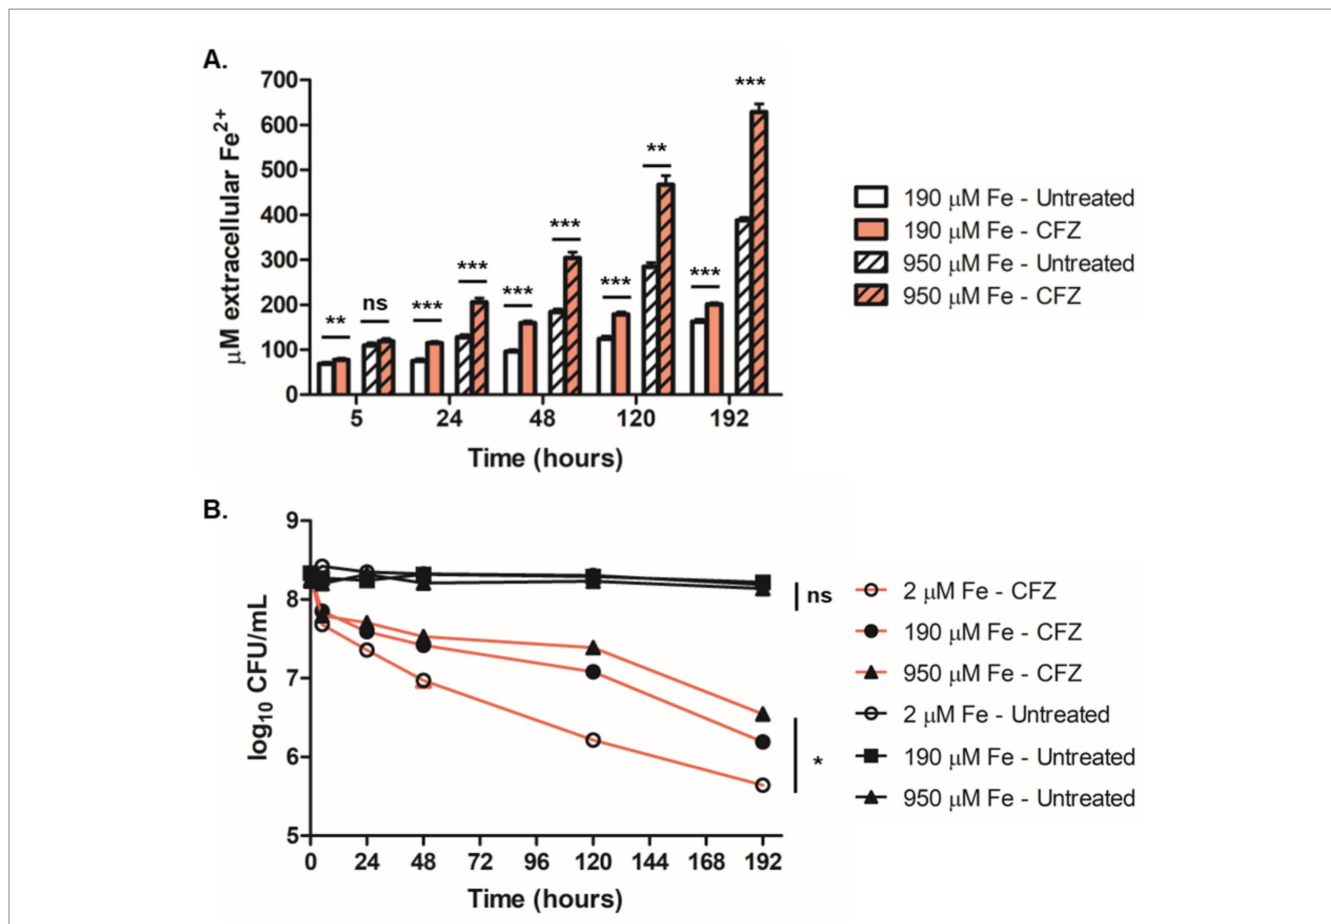 A.
μM extracellular Fe²⁺
700
600
500
400
300
200
100
0
** ns *** *** *** *** *** ** *** ***
5 24 48 120 192
Time (hours)
190 μM Fe - Untreated
190 μM Fe - CFZ
950 μM Fe - Untreated
950 μM Fe - CFZ
B.
log₁₀ CFU/mL
9
8
7
6
5
ns
*
0 24 48 72 96 120 144 168 192
Time (hours)
2 μM Fe - CFZ
190 μM Fe - CFZ
950 μM Fe - CFZ
2 μM Fe - Untreated
190 μM Fe - Untreated
950 μM Fe - Untreated